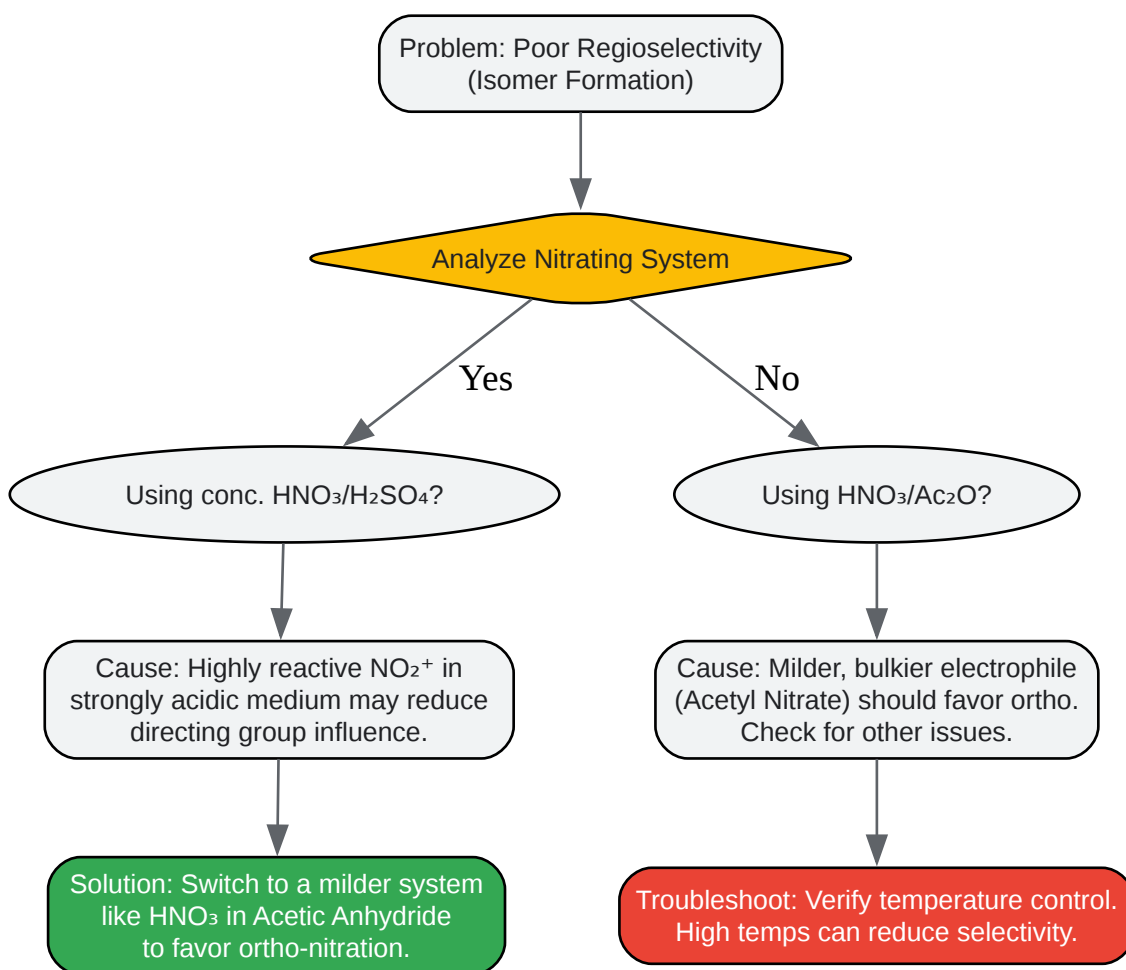 Problem: Poor Regioselectivity
(Isomer Formation)
Analyze Nitrating System
Yes
No
Using conc. HNO₃/H₂SO₄?
Using HNO₃/Ac₂O?
Cause: Highly reactive NO₂⁺ in
strongly acidic medium may reduce
directing group influence.
Cause: Milder, bulkier electrophile
(Acetyl Nitrate) should favor ortho.
Check for other issues.
Solution: Switch to a milder system
like HNO₃ in Acetic Anhydride
to favor ortho-nitration.
Troubleshoot: Verify temperature control.
High temps can reduce selectivity.